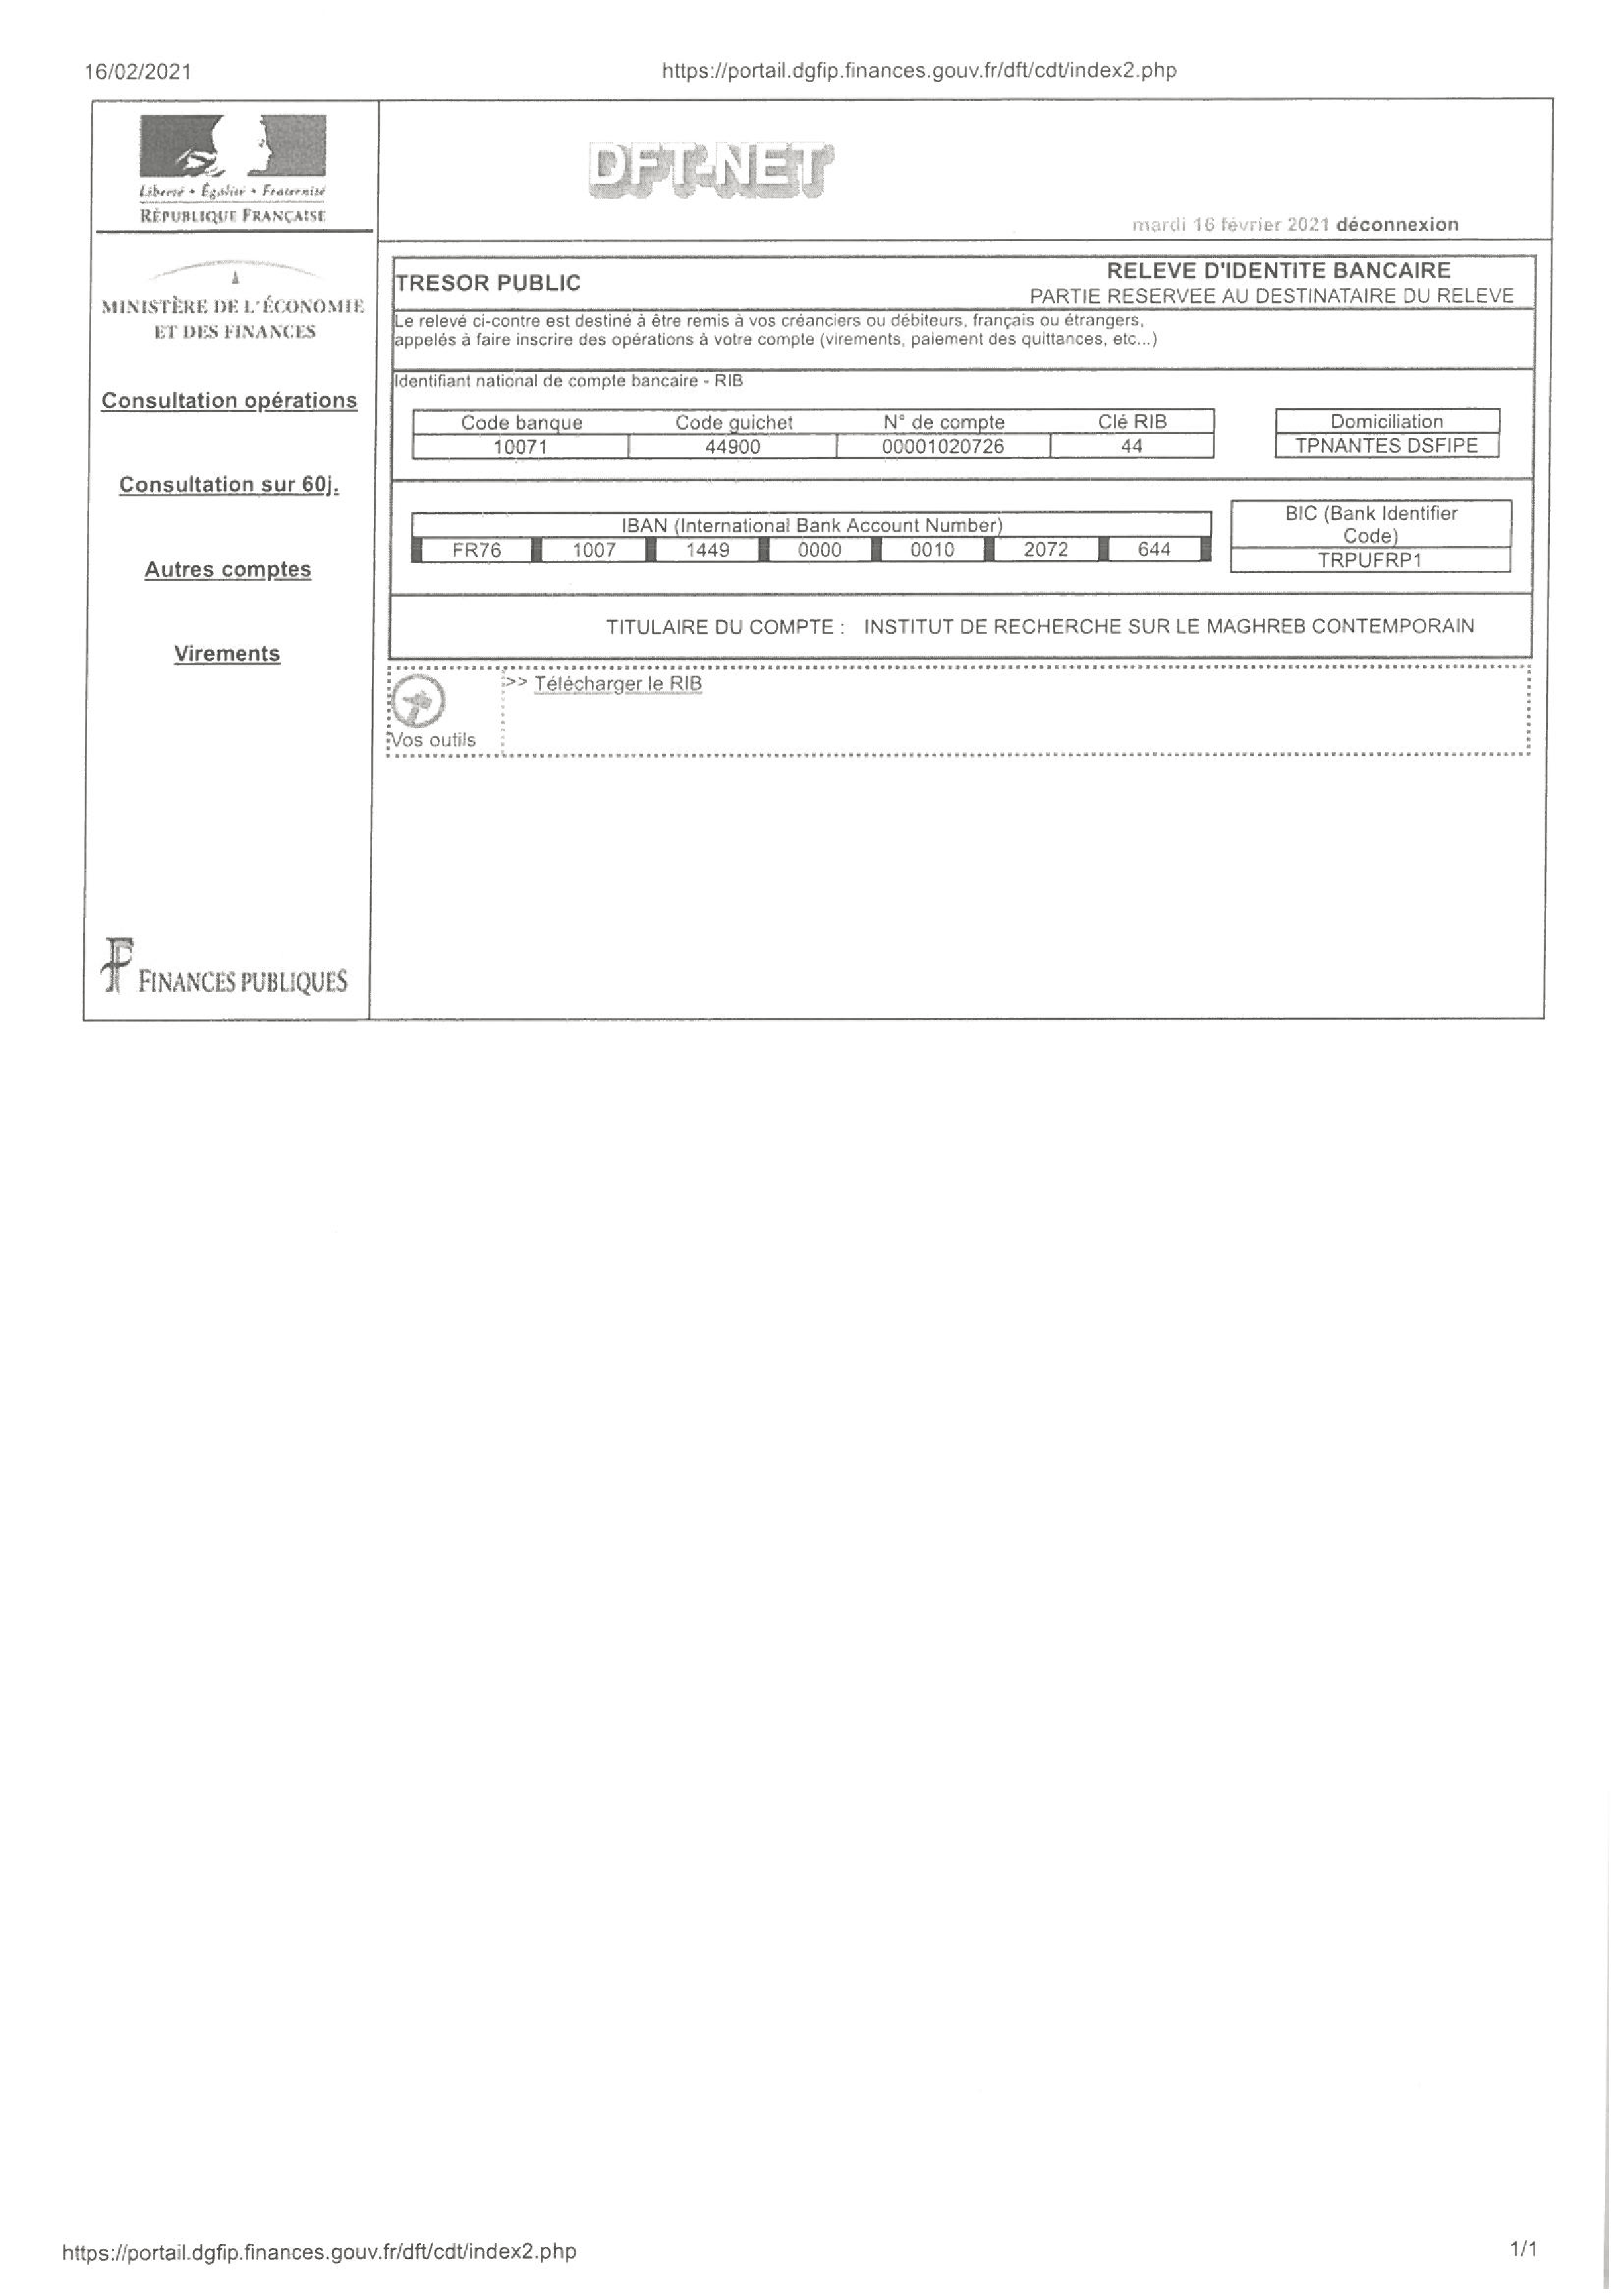 16/02/2021
https://portail.dgfip.finances.gouv.fr/dft/cdt/index2.php
Liberté • Égalité • Fraternité
RÉPUBLIQUE FRANÇAISE
DFT-NET
mardi 16 février 2021 déconnexion
MINISTÈRE DE L'ÉCONOMIE
ET DES FINANCES
Consultation opérations
Consultation sur 60j.
Autres comptes
Virements
FINANCES PUBLIQUES
TRESOR PUBLIC
RELEVE D'IDENTITE BANCAIRE
PARTIE RESERVEE AU DESTINATAIRE DU RELEVE
Le relevé ci-contre est destiné à être remis à vos créanciers ou débiteurs, français ou étrangers,
appelés à faire inscrire des opérations à votre compte (virements, paiement des quittances, etc...)
Identifiant national de compte bancaire - RIB
Code banque Code guichet N° de compte Clé RIB
10071 44900 00001020726 44
Domiciliation
TPNANTES DSFIPE
IBAN (International Bank Account Number)
FR76 1007 1449 0000 0010 2072 644
BIC (Bank Identifier
Code)
TRPUFRP1
TITULAIRE DU COMPTE : INSTITUT DE RECHERCHE SUR LE MAGHREB CONTEMPORAIN
>> Télécharger le RIB
Vos outils
https://portail.dgfip.finances.gouv.fr/dft/cdt/index2.php
1/1